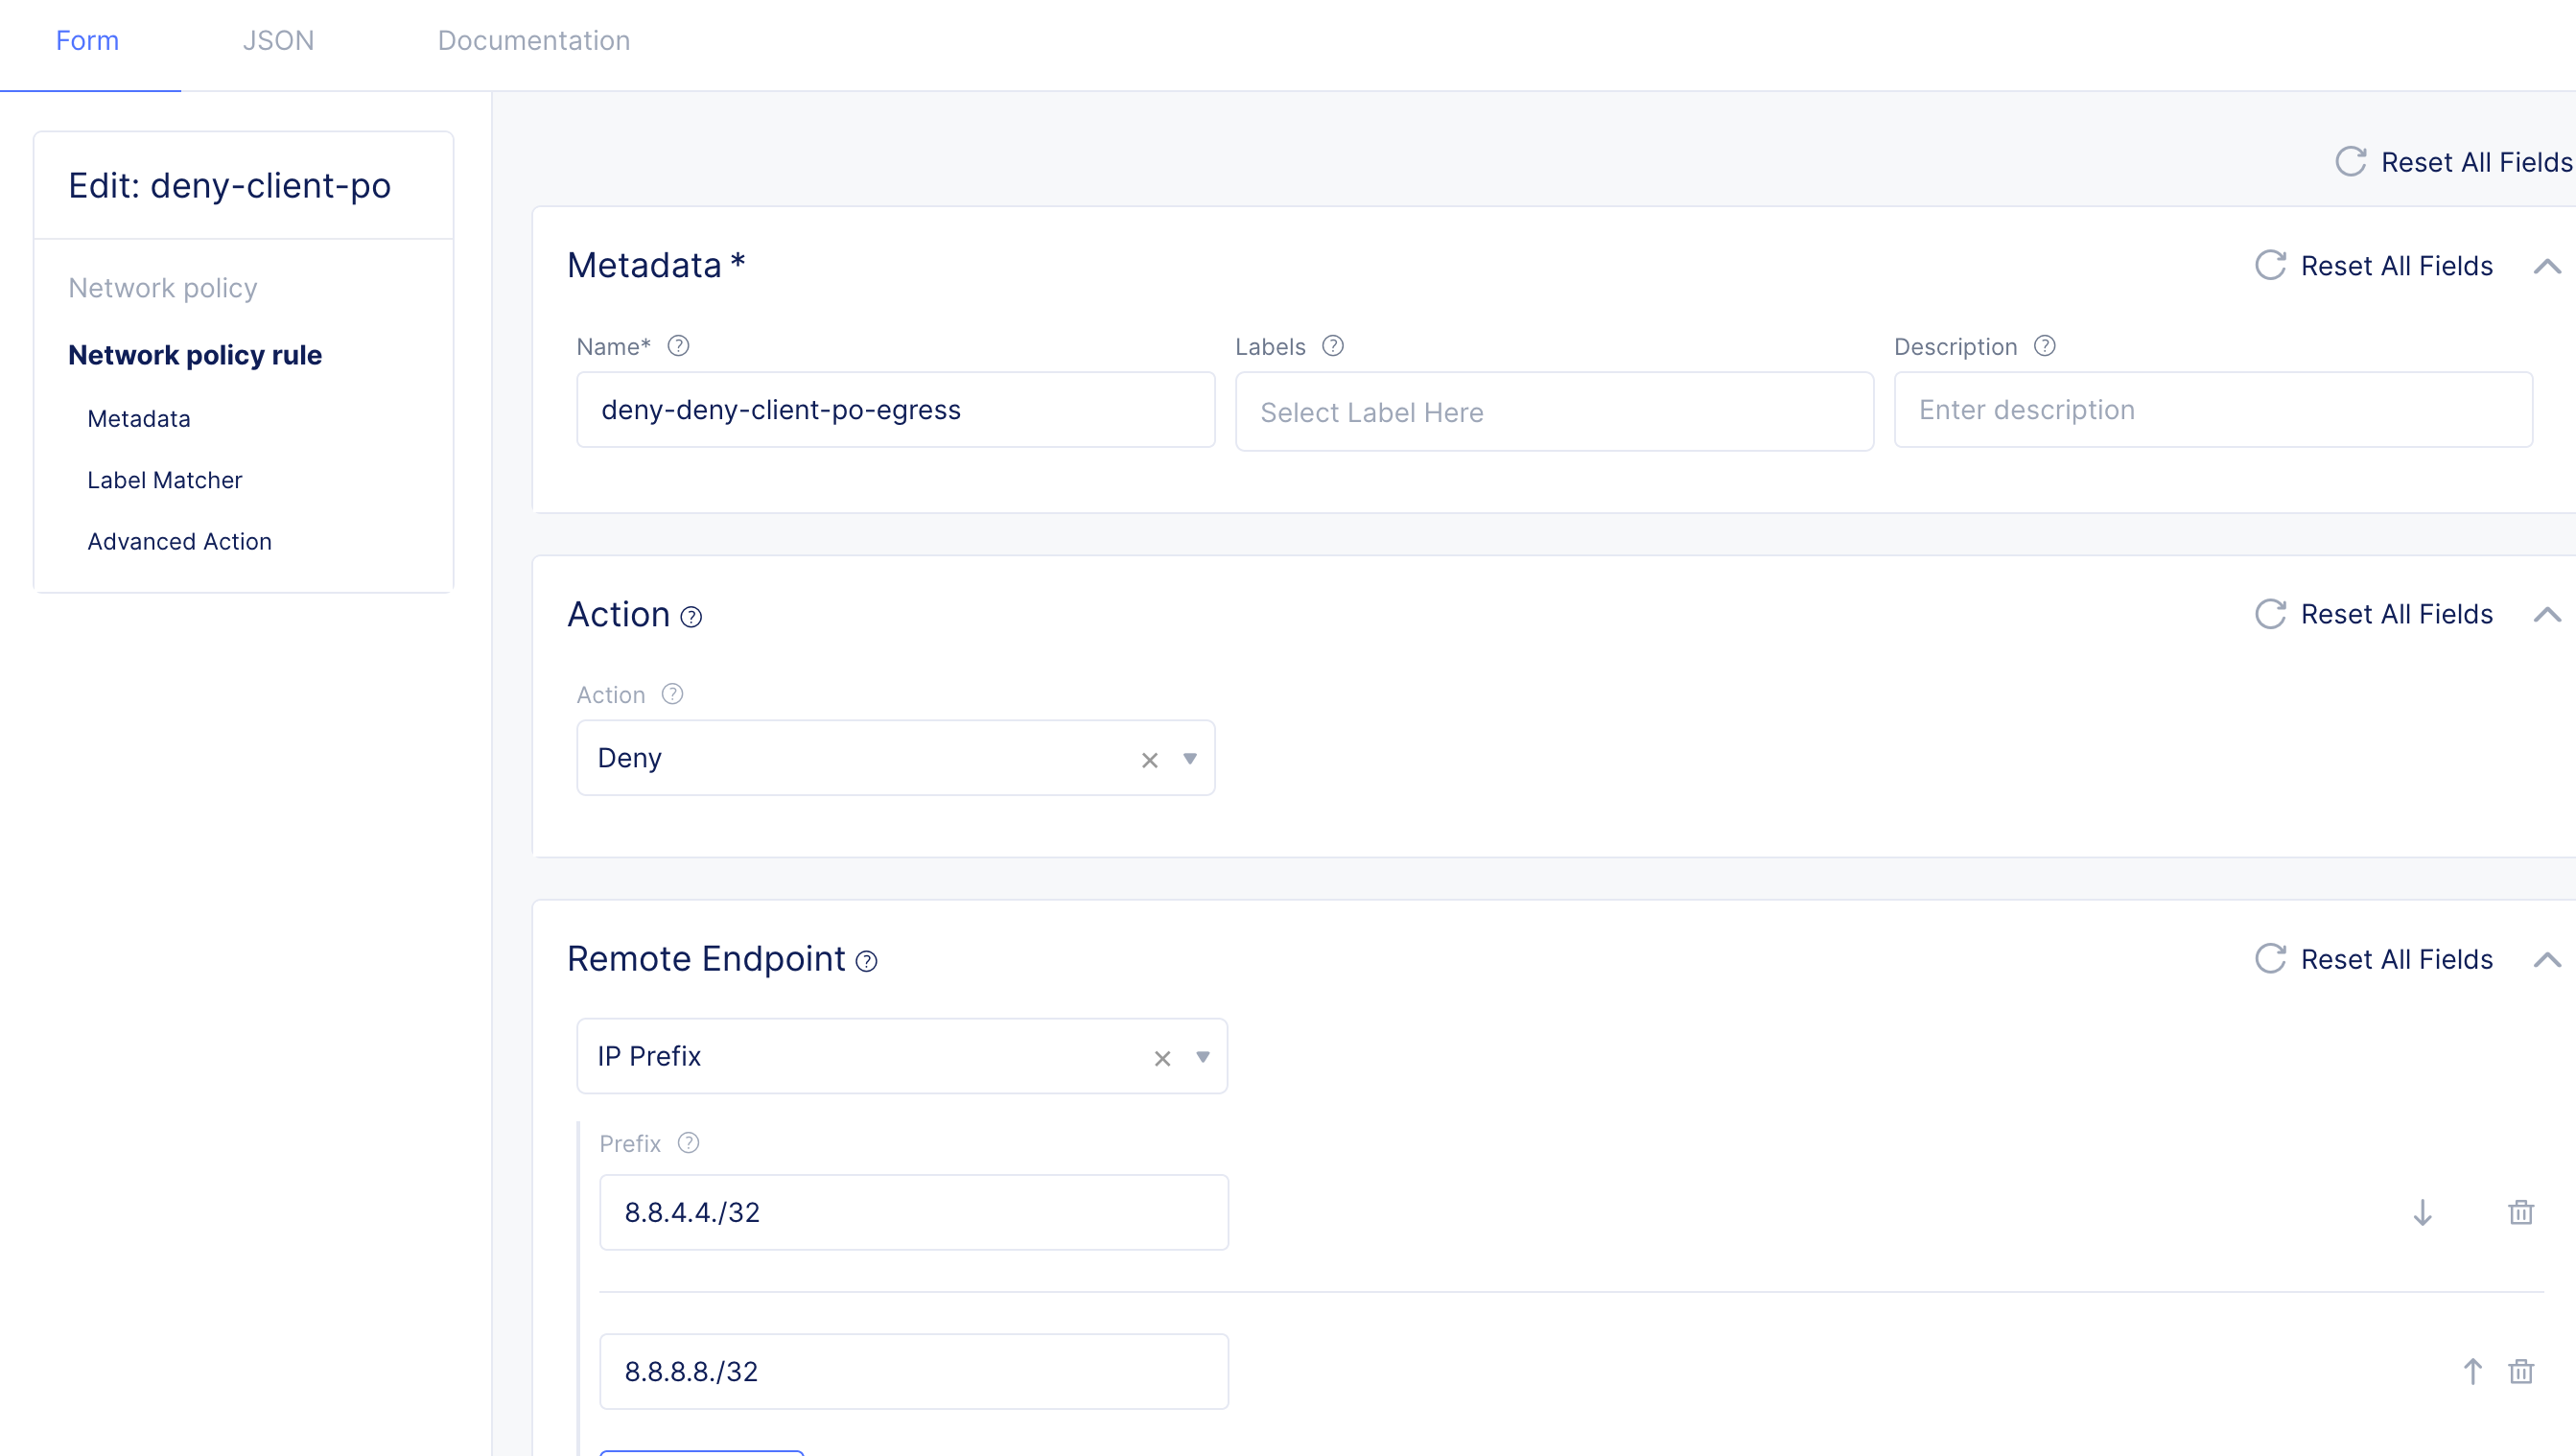 Form
JSON
Documentation
Edit: deny-client-po
Network policy
Network policy rule
Metadata
Label Matcher
Advanced Action
Reset All Fields
Metadata *
Reset All Fields
Name*
Labels
Description
deny-deny-client-po-egress
Select Label Here
Enter description
Action
Reset All Fields
Action
Deny
Remote Endpoint
Reset All Fields
IP Prefix
Prefix
8.8.4.4./32
8.8.8.8./32